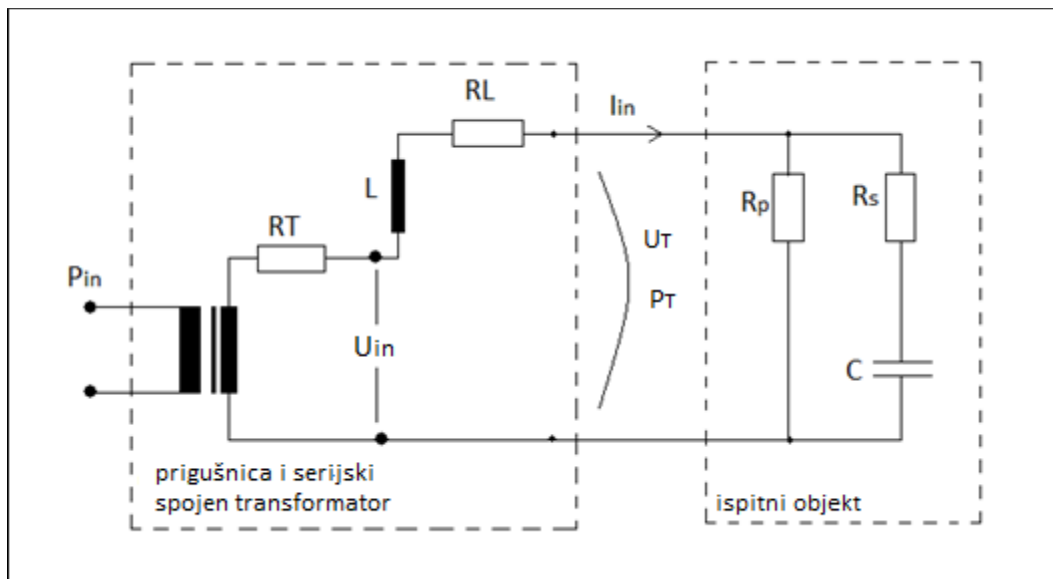 RL
Iin
L
Rp
Rs
RT
UT
Pin
PT
Uin
C
prigušnica i serijski
spojen transformator
ispitni objekt